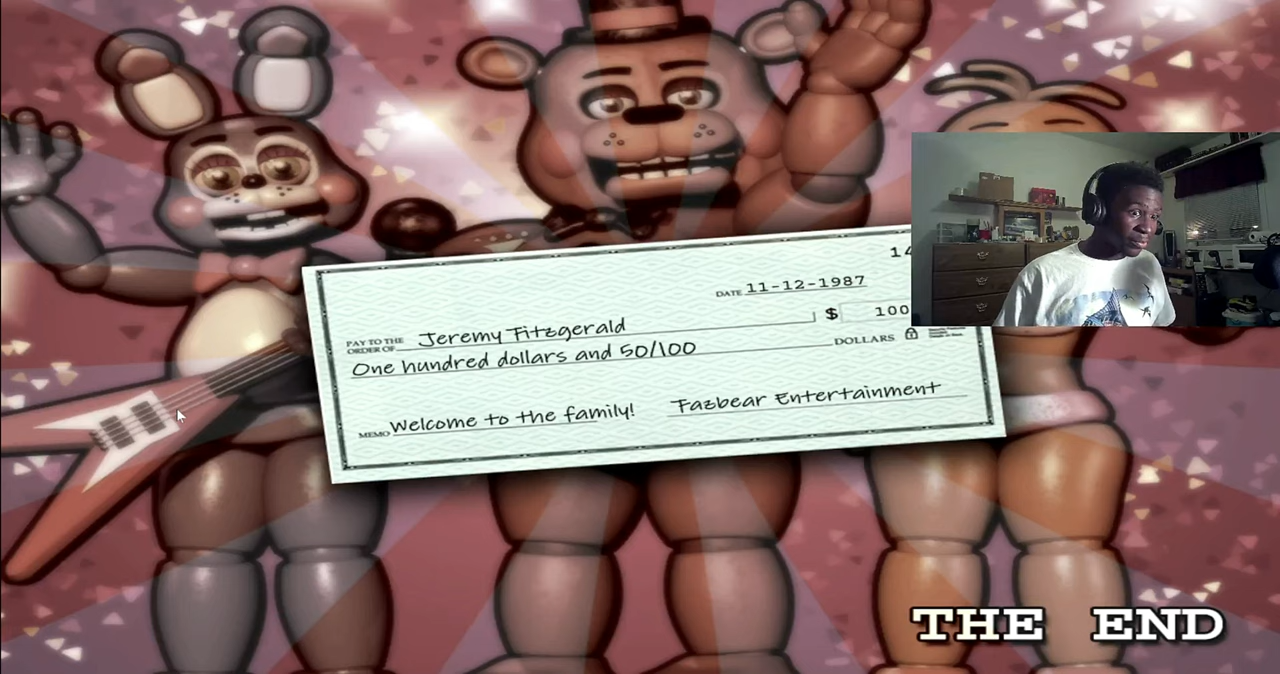 14
DATE 11-12-1987
PAY TO THE ORDER OF Jeremy Fitzgerald $ 100
One hundred dollars and 50/100 DOLLARS
MEMO Welcome to the family! Fazbear Entertainment
THE END